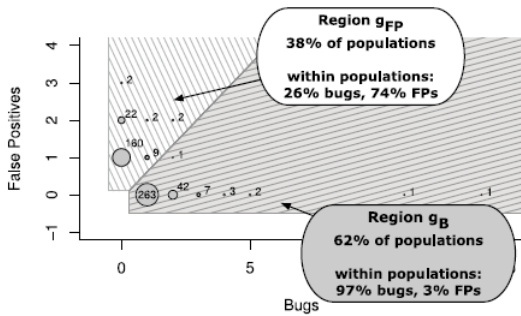 Region gFP
38% of populations
within populations:
26% bugs, 74% FPs
False Positives
4
3
2
1
0
−1
2
22
2
2
160
9
1
263
42
7
3
2
1
1
Region gB
62% of populations
within populations:
97% bugs, 3% FPs
0
5
Bugs